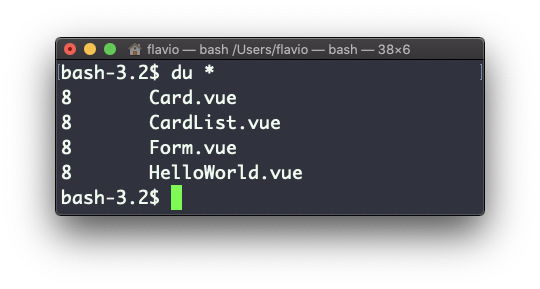 flavio — bash /Users/flavio — bash — 38×6
bash-3.2$ du *
8       Card.vue
8       CardList.vue
8       Form.vue
8       HelloWorld.vue
bash-3.2$